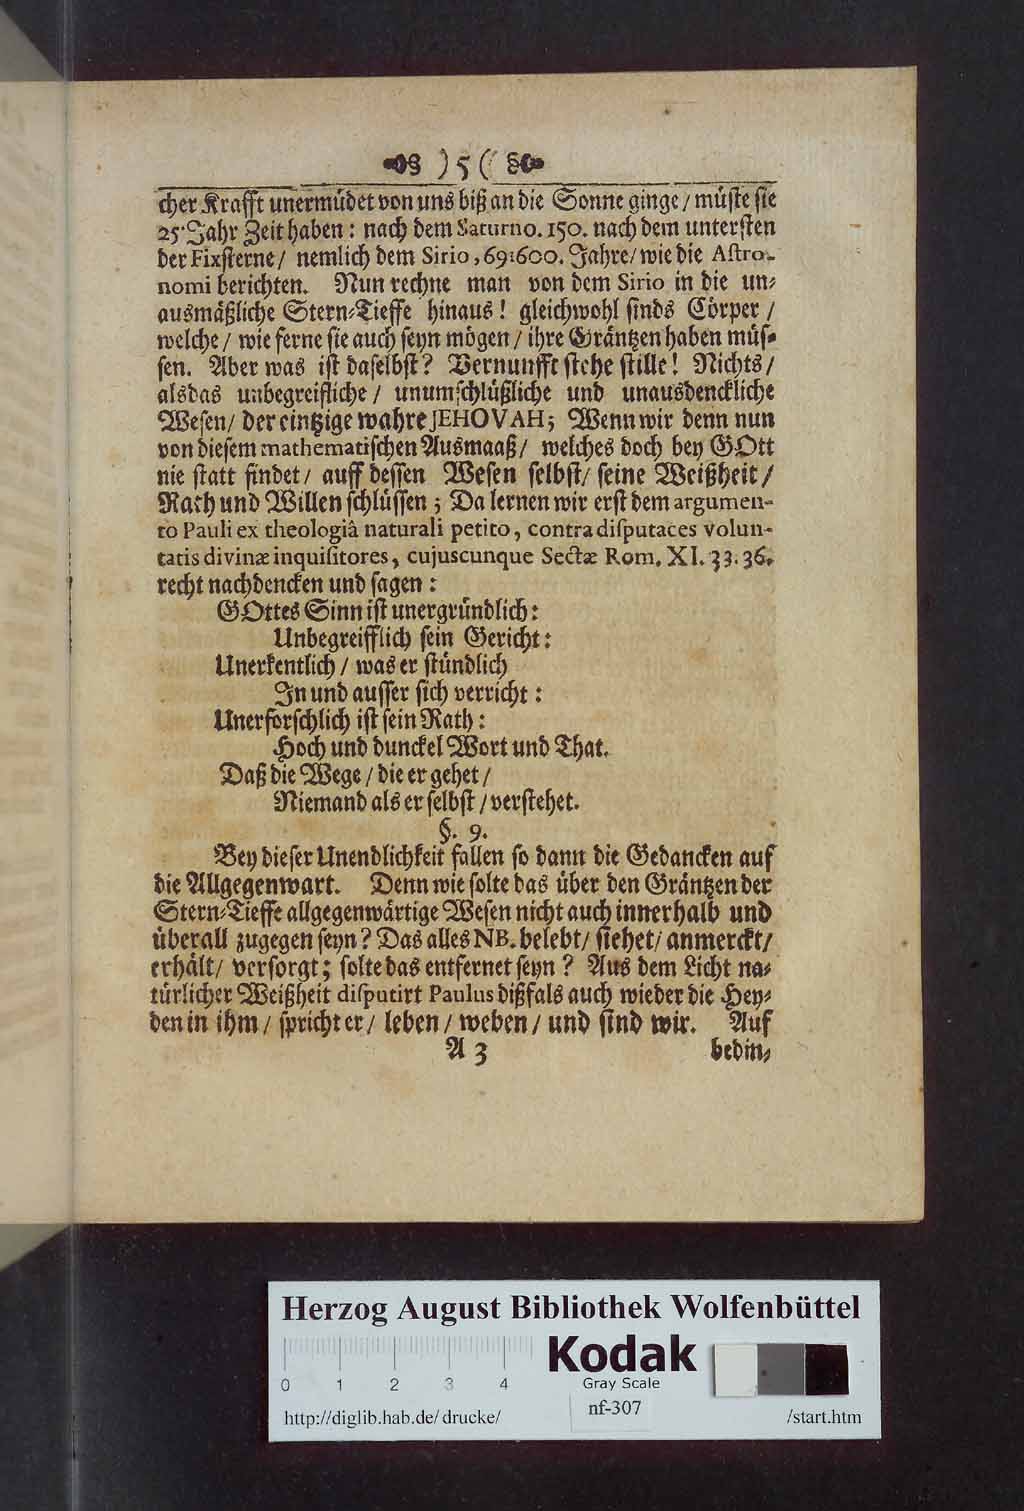 )5(
cher Krafft unermüdet von uns biß an die Sonne ginge / müste sie
25. Jahr Zeit haben: nach dem Saturno. 150. nach dem untersten
der Fixsterne / nemlich dem Sirio, 69:600. Jahre / wie die Astro-
nomi berichten. Nun rechne man von dem Sirio in die un-
ausmäßliche Stern-Tieffe hinaus! gleichwohl sinds Cörper /
welche / wie ferne sie auch seyn mögen / ihre Gräntzen haben müs-
sen. Aber was ist daselbst? Vernunfft stehe stille! Nichts /
als das unbegreifliche / unumschlüßliche und unausdenckliche
Wesen / der eintzige wahre JEHOVAH; Wenn wir denn nun
von diesem mathematischen Ausmaaß / welches doch bey GOtt
nie statt findet / auff dessen Wesen selbst / seine Weißheit /
Rath und Willen schlüssen; Da lernen wir erst dem argumen-
to Pauli ex theologiâ naturali petito, contra disputaces volun-
tatis divinæ inquisitores, cujuscunque Sectæ Rom. XI. 33. 36.
recht nachdencken und sagen:
GOttes Sinn ist unergründlich:
Unbegreifflich sein Gericht:
Unerkentlich / was er stündlich
In und ausser sich verricht:
Unerforschlich ist sein Rath:
Hoch und dunckel Wort und That.
Daß die Wege / die er gehet /
Niemand als er selbst / verstehet.
§. 9.
Bey dieser Unendlichkeit fallen so dann die Gedancken auf
die Allgegenwart. Denn wie solte das über den Gräntzen der
Stern-Tieffe allgegenwärtige Wesen nicht auch innerhalb und
überall zugegen seyn? Das alles NB. belebt / siehet / anmerckt /
erhält / versorgt; solte das entfernet seyn? Aus dem Licht na-
türlicher Weißheit disputirt Paulus dißfals auch wieder die Hey-
den in ihm / spricht er / leben / weben / und sind wir. Auf
A 3 bedin-
Herzog August Bibliothek Wolfenbüttel
Kodak
0 1 2 3 4 Gray Scale
nf-307
http://diglib.hab.de/drucke/ /start.htm